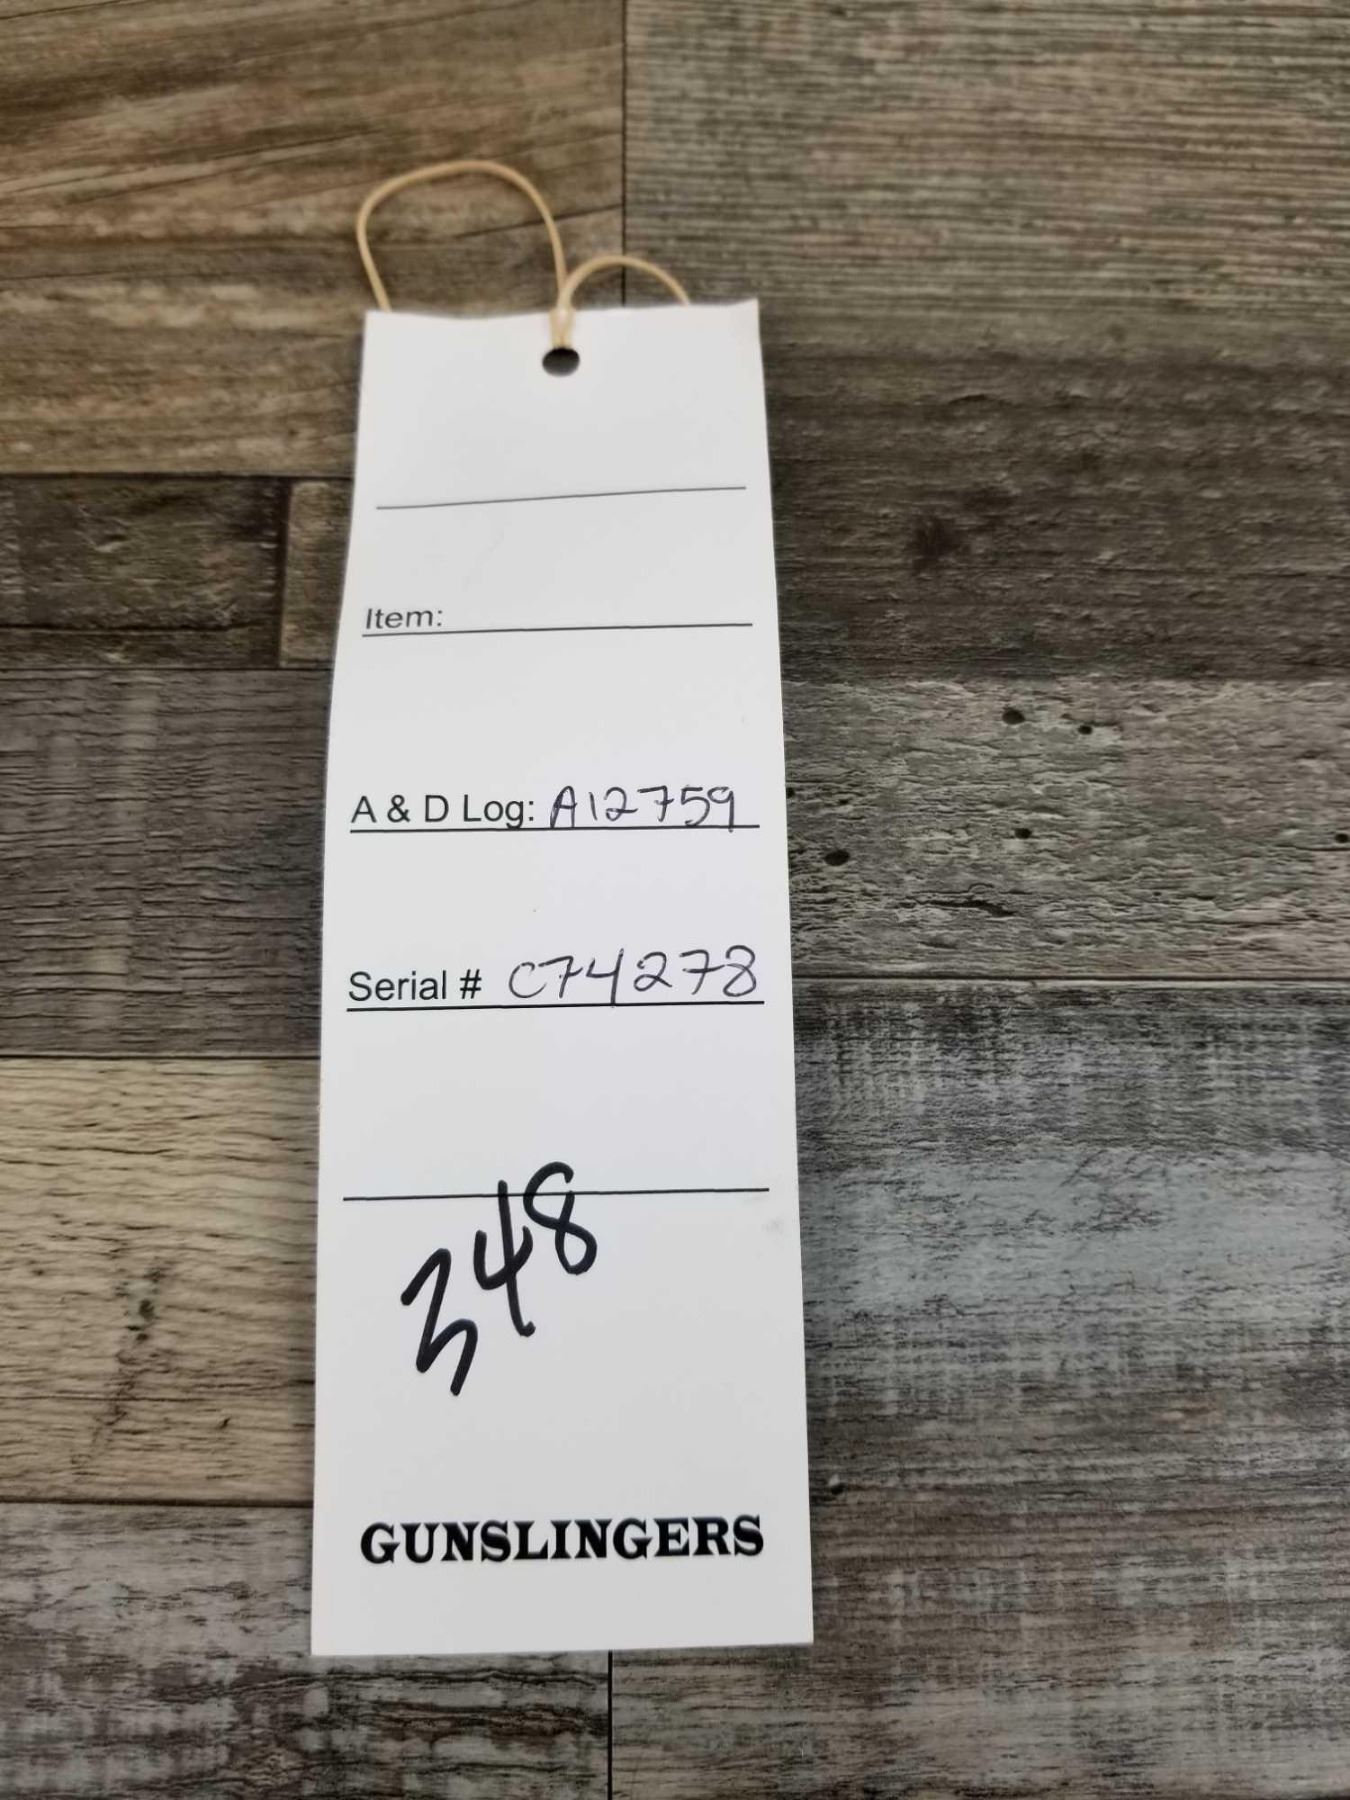 Item:
A & D Log: A12759
Serial # C74278
348
GUNSLINGERS